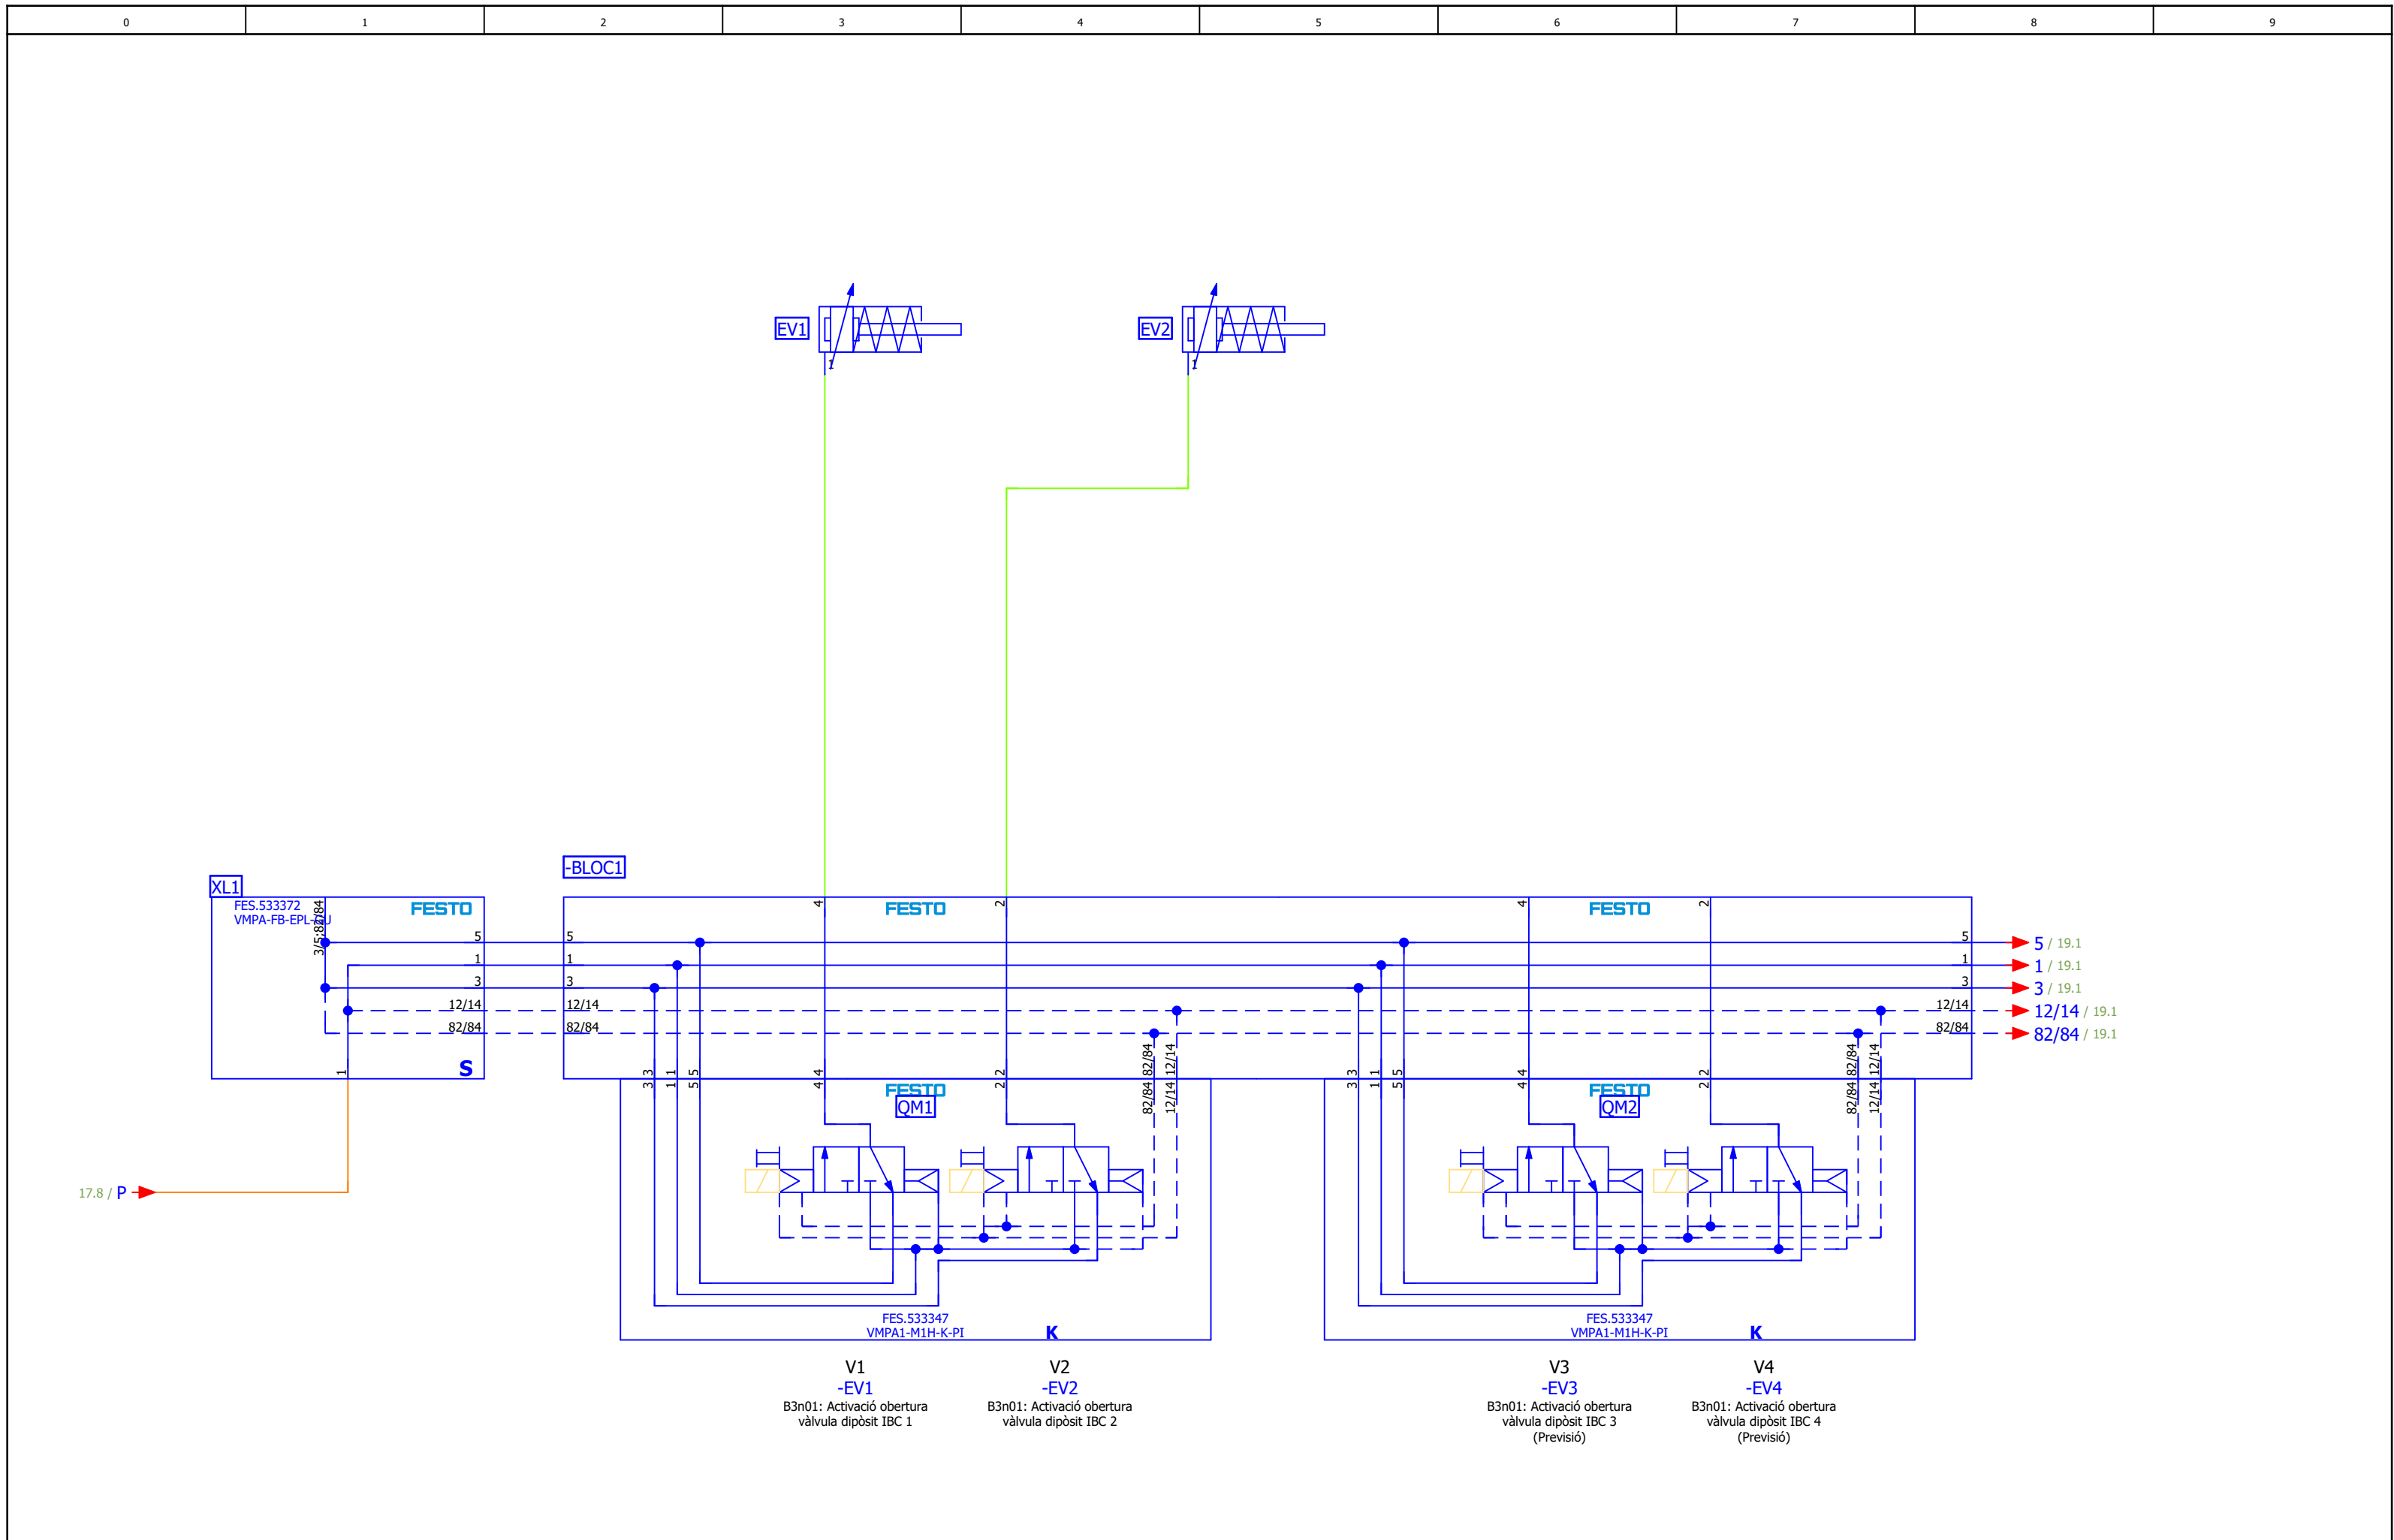 0 1 2 3 4 5 6 7 8 9
EV1
1
EV2
1
-BLOC1
XL1
FES.533372
VMPA-FB-EPL-GU
FESTO
3/5;82/84
5
1
3
12/14
82/84
S
1
4
FESTO
2
4
FESTO
2
5
1
3
12/14
82/84
5
1
3
12/14
82/84
5 / 19.1
1 / 19.1
3 / 19.1
12/14 / 19.1
82/84 / 19.1
3 3
1 1
5 5
4 4
2 2
82/84 82/84
12/14 12/14
3 3
1 1
5 5
4 4
2 2
82/84 82/84
12/14 12/14
FESTO
QM1
FESTO
QM2
17.8 / P
FES.533347
VMPA1-M1H-K-PI
K
FES.533347
VMPA1-M1H-K-PI
K
V1
-EV1
B3n01: Activació obertura
vàlvula dipòsit IBC 1
V2
-EV2
B3n01: Activació obertura
vàlvula dipòsit IBC 2
V3
-EV3
B3n01: Activació obertura
vàlvula dipòsit IBC 3
(Previsió)
V4
-EV4
B3n01: Activació obertura
vàlvula dipòsit IBC 4
(Previsió)